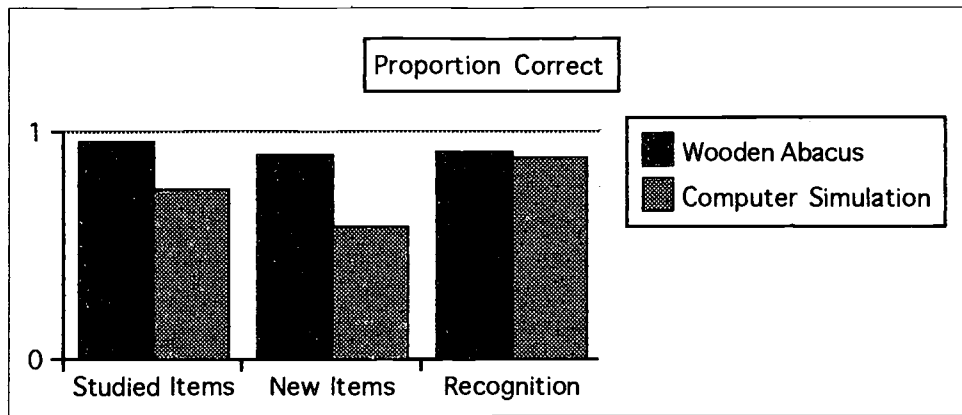 Proportion Correct
1
Wooden Abacus
Computer Simulation
0
Studied Items
New Items
Recognition